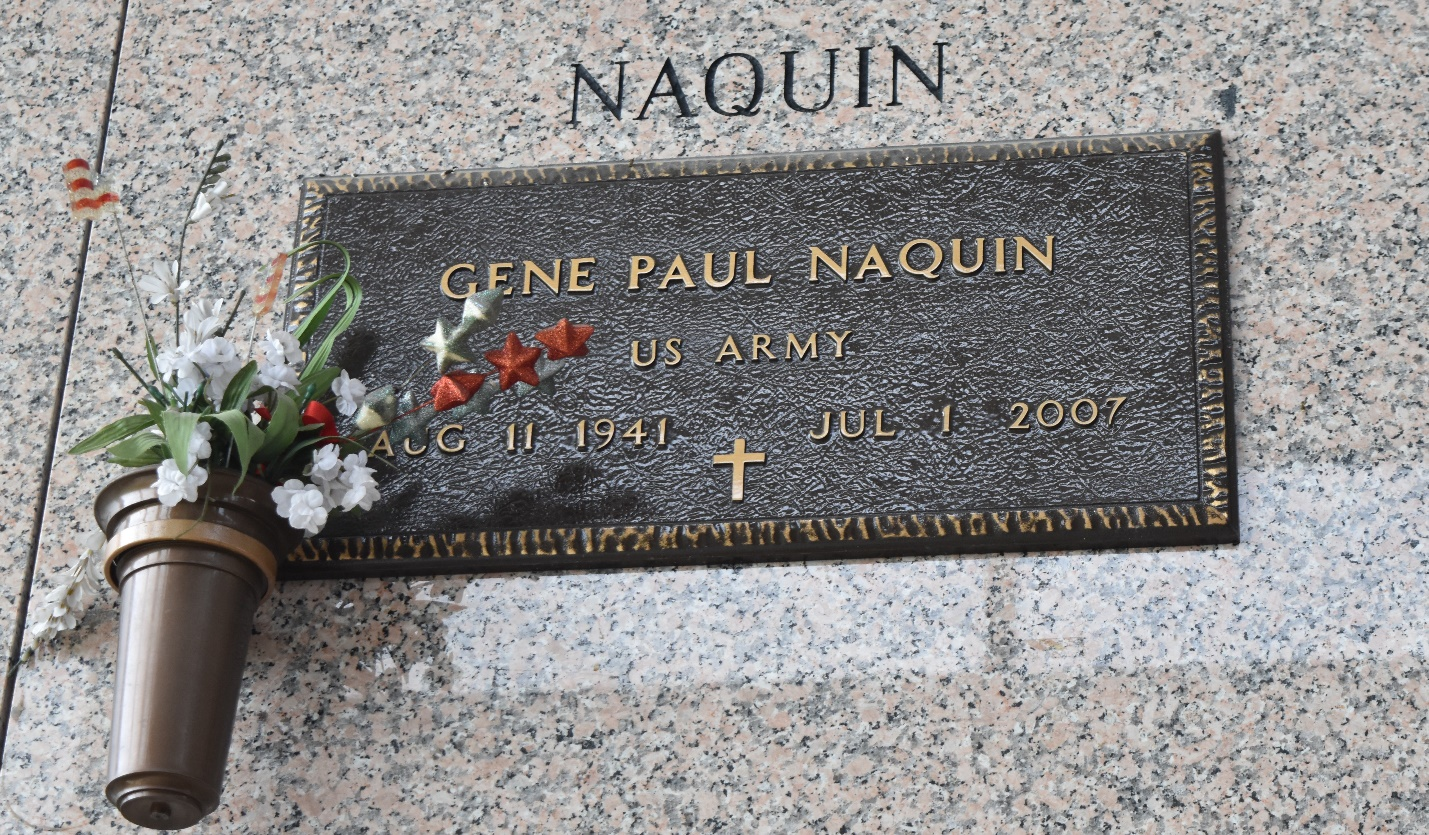 NAQUIN
GENE PAUL NAQUIN
US ARMY
AUG 11 1941 JUL 1 2007